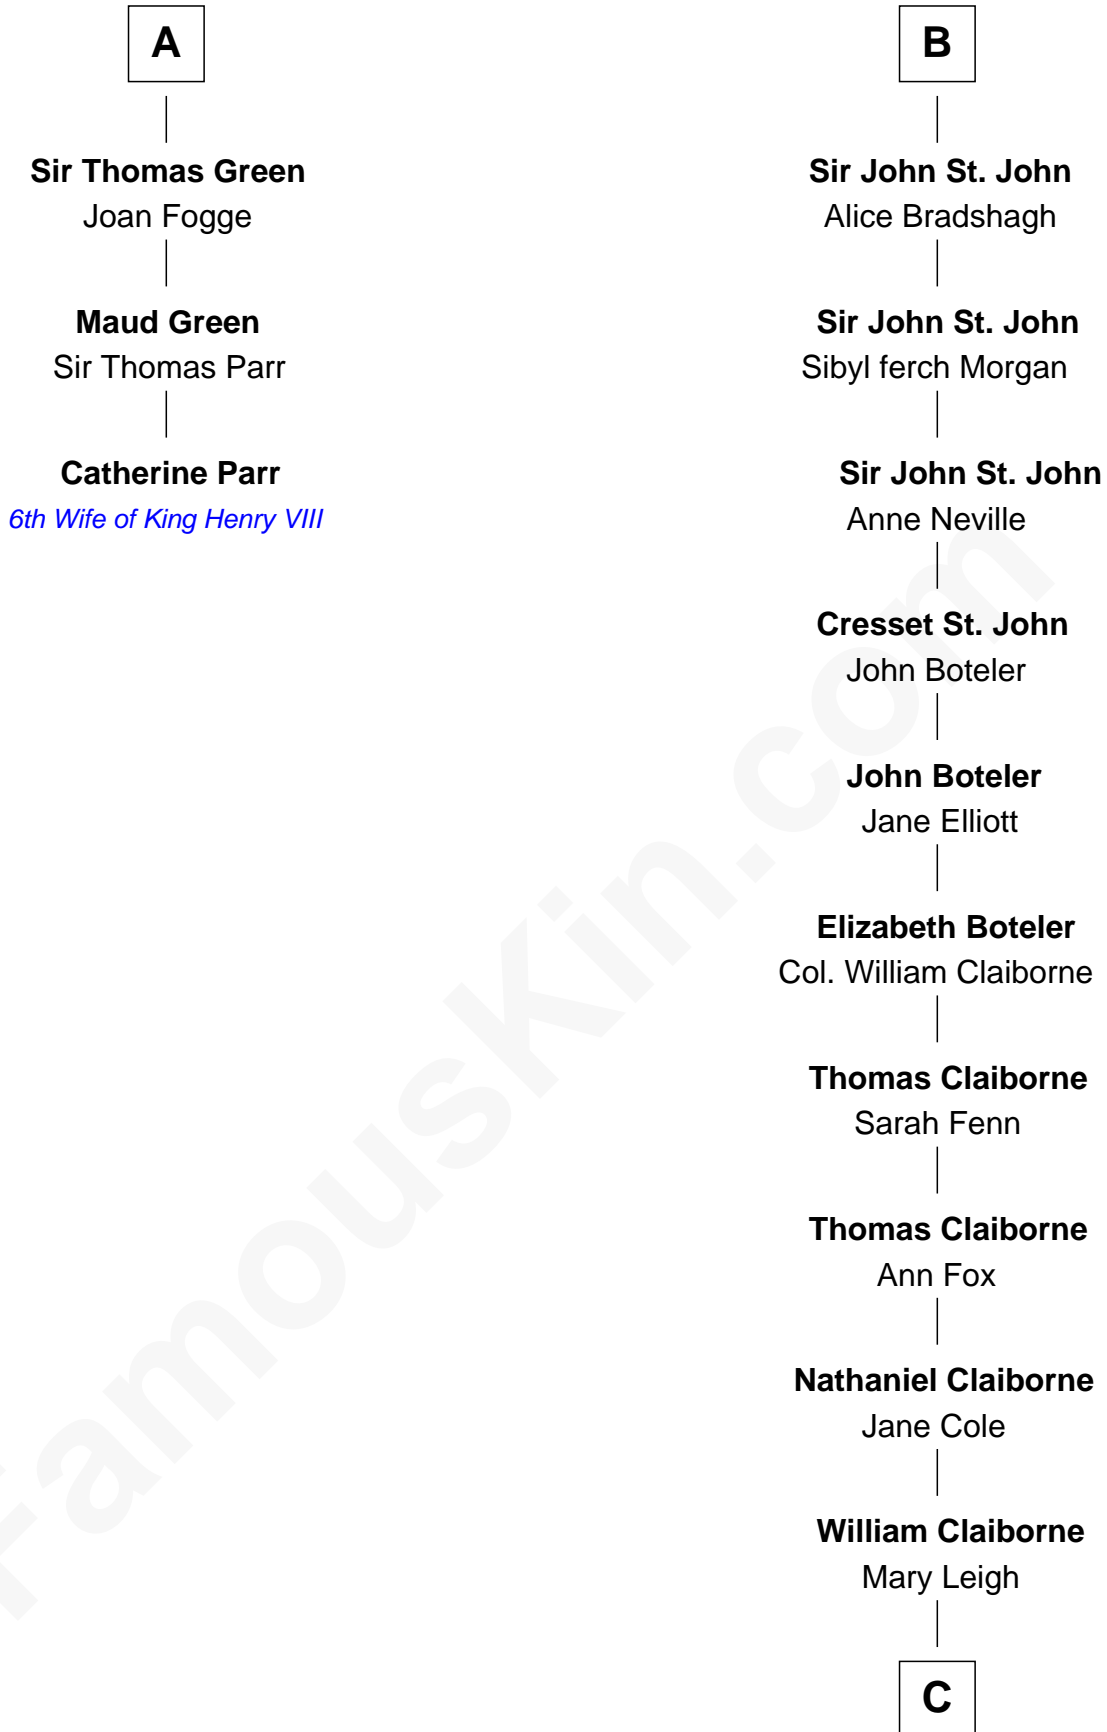 A
Sir Thomas Green
Joan Fogge
Maud Green
Sir Thomas Parr
Catherine Parr
6th Wife of King Henry VIII
B
Sir John St. John
Alice Bradshagh
Sir John St. John
Sibyl ferch Morgan
Sir John St. John
Anne Neville
Cresset St. John
John Boteler
John Boteler
Jane Elliott
Elizabeth Boteler
Col. William Claiborne
Thomas Claiborne
Sarah Fenn
Thomas Claiborne
Ann Fox
Nathaniel Claiborne
Jane Cole
William Claiborne
Mary Leigh
C
FamousKin.com